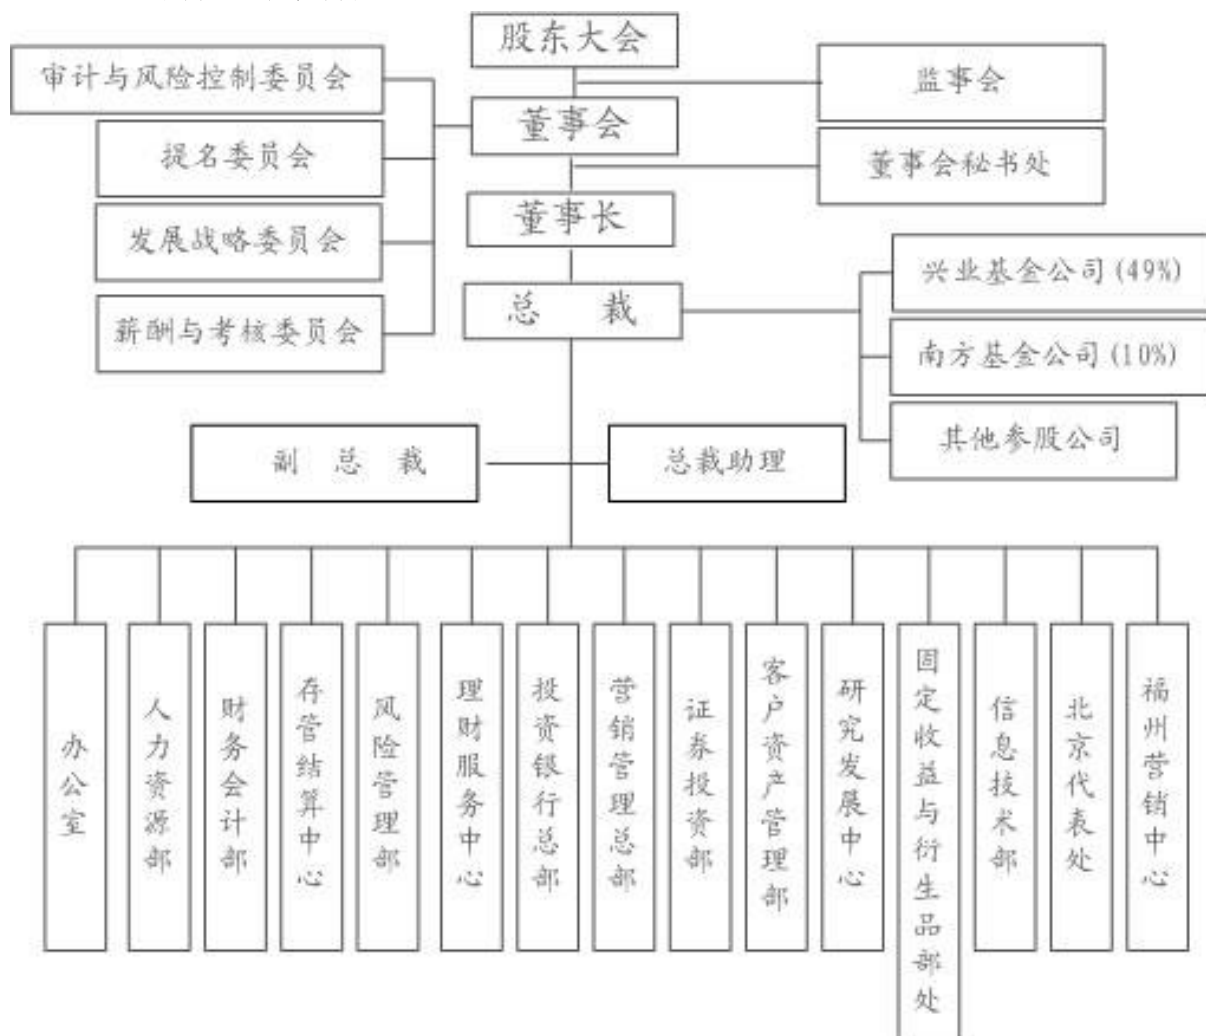 股东大会
审计与风险控制委员会
监事会
董事会
提名委员会
董事会秘书处
董事长
发展战略委员会
兴业基金公司(49%)
总 裁
薪酬与考核委员会
南方基金公司(10%)
其他参股公司
副 总 裁
总裁助理
办公室
人力资源部
财务会计部
存管结算中心
风险管理部
理财服务中心
投资银行总部
营销管理总部
证券投资部
客户资产管理部
研究发展中心
固定收益与衍生品部处
信息技术部
北京代表处
福州营销中心